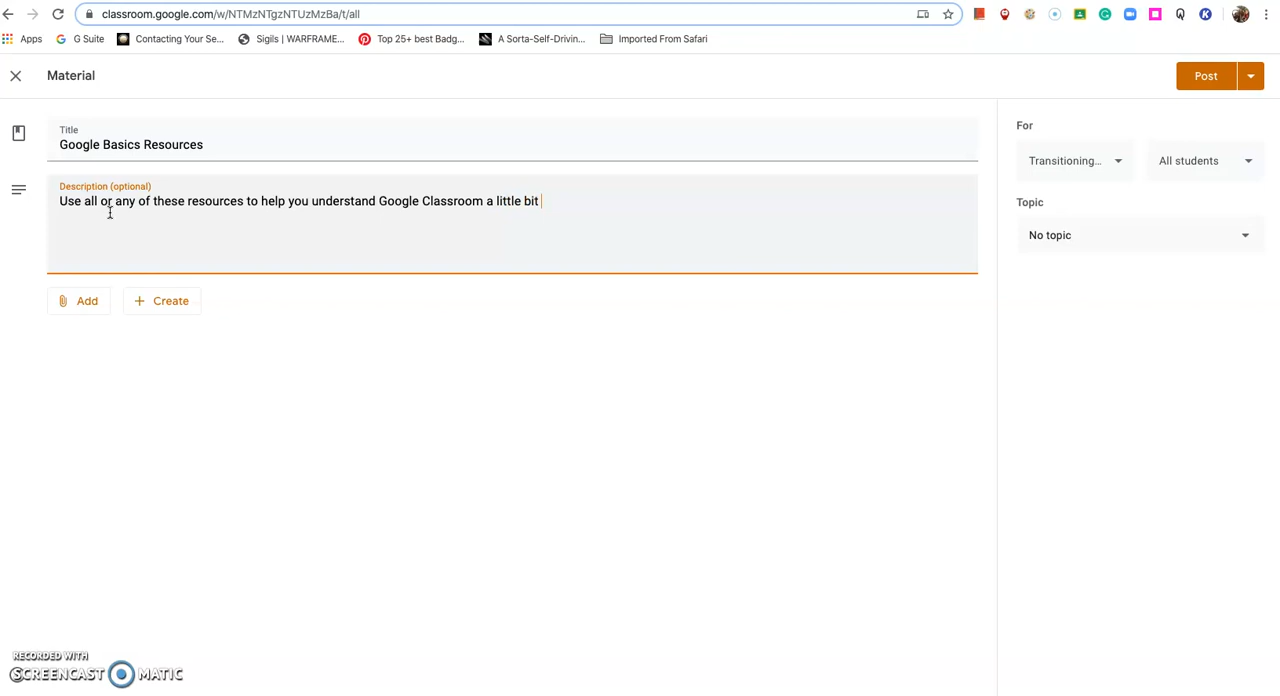 classroom.google.com/w/NTMzNTgzNTUzMzBa/t/all
Apps G Suite Contacting Your Se... Sigils | WARFRAME... Top 25+ best Badg... A Sorta-Self-Drivin... Imported From Safari
Material
Post
Title
Google Basics Resources
Description (optional)
Use all or any of these resources to help you understand Google Classroom a little bit
Add
Create
For
Transitioning...
All students
Topic
No topic
RECORDED WITH
SCREENCAST MATIC